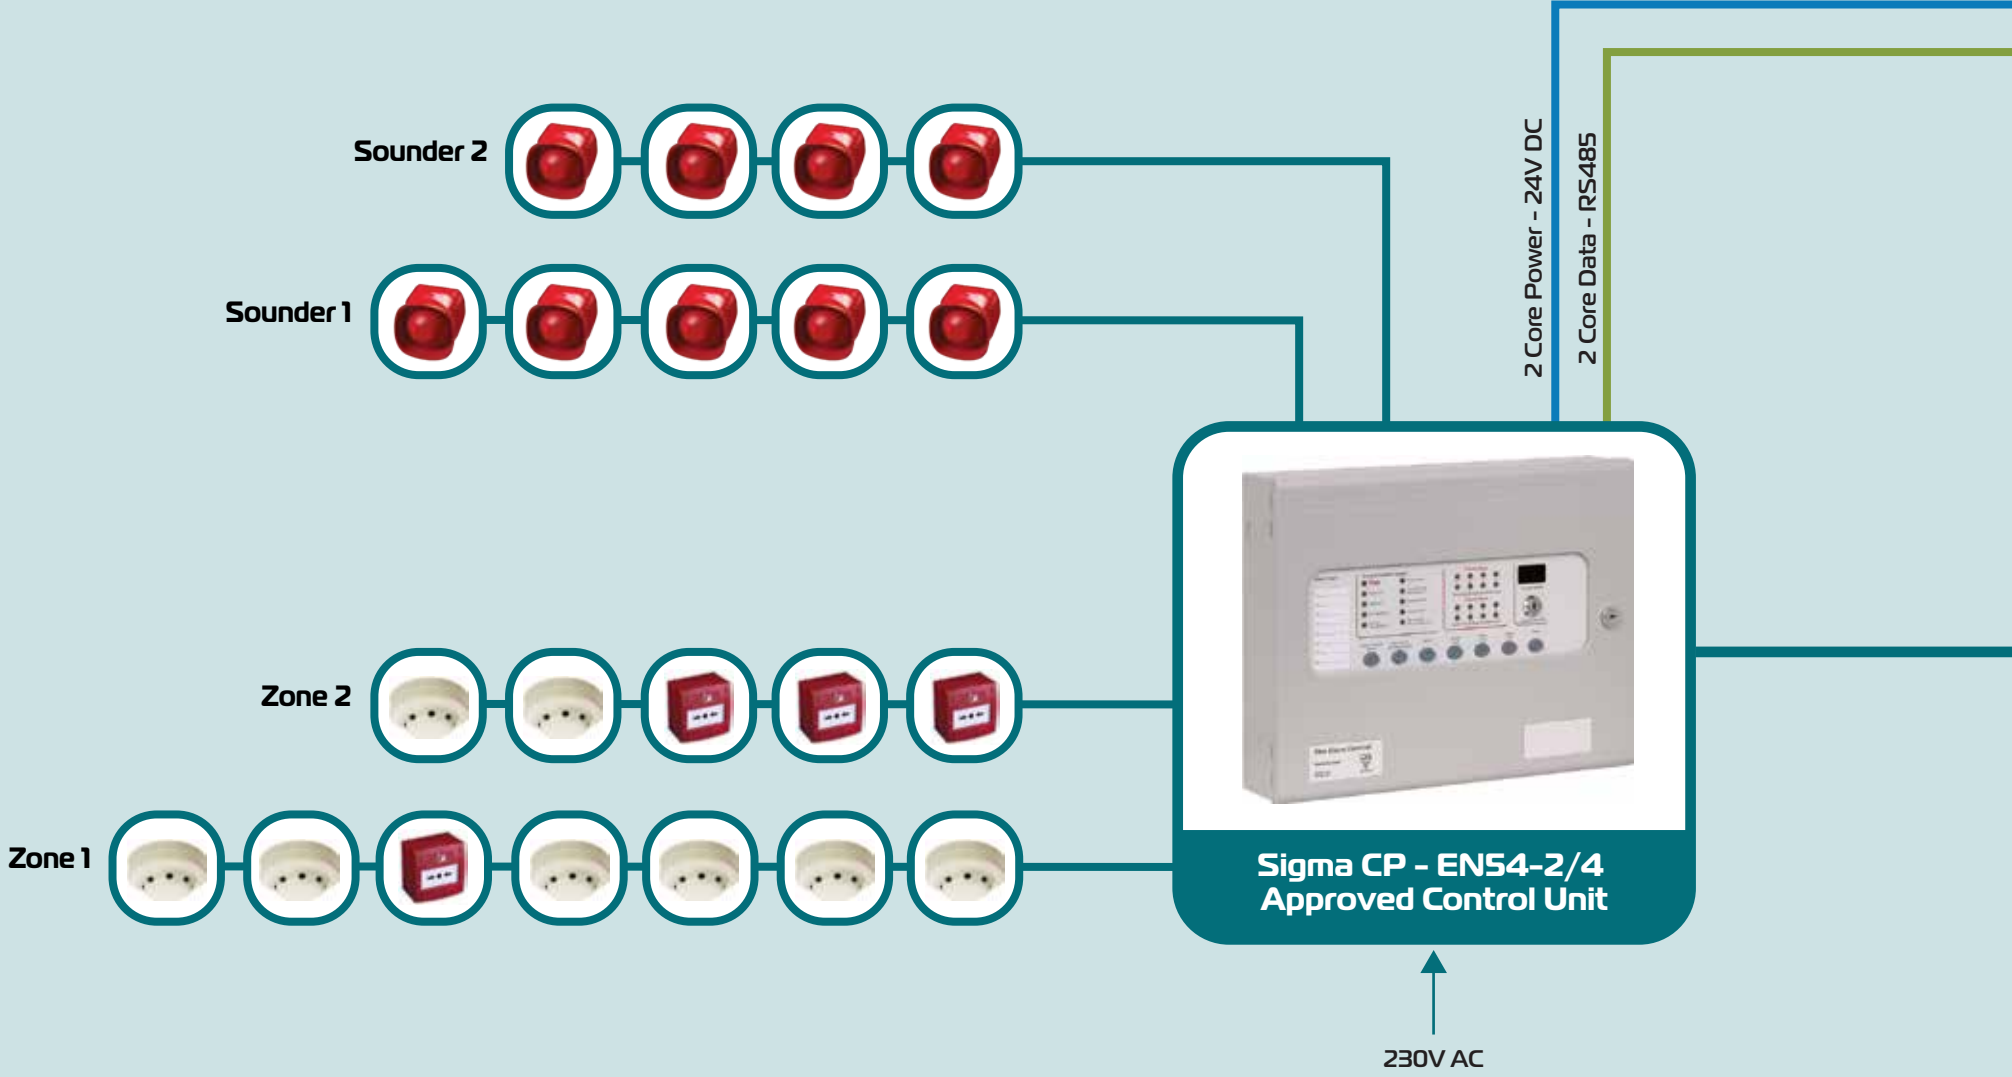 Sounder 2
Sounder 1
2 Core Power - 24V DC
2 Core Data - RS485
Zone 2
Zone 1
Sigma CP - EN54-2/4
Approved Control Unit
230V AC